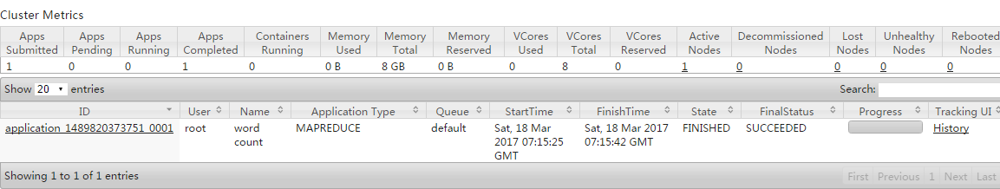 Cluster Metrics
Apps Submitted Apps Pending Apps Running Apps Completed Containers Running Memory Used Memory Total Memory Reserved VCores Used VCores Total VCores Reserved Active Nodes Decommissioned Nodes Lost Nodes Unhealthy Nodes Rebooted Nodes
1 0 0 1 0 0 B 8 GB 0 B 0 8 0 1 0 0 0 0
Show 20 entries Search:
ID User Name Application Type Queue StartTime FinishTime State FinalStatus Progress Tracking UI
application_1489820373751_0001 root word count MAPREDUCE default Sat, 18 Mar 2017 07:15:25 GMT Sat, 18 Mar 2017 07:15:42 GMT FINISHED SUCCEEDED History
Showing 1 to 1 of 1 entries First Previous 1 Next Last